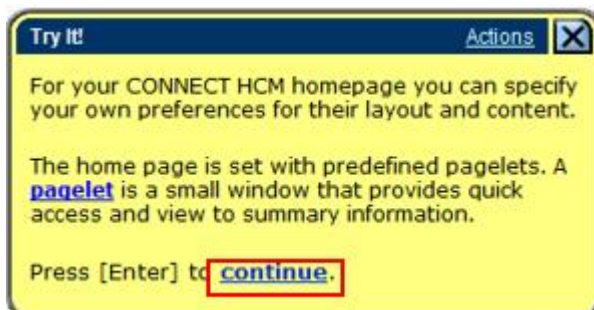 Try It! Actions X
For your CONNECT HCM homepage you can specify
your own preferences for their layout and content.
The home page is set with predefined pagelets. A
pagelet is a small window that provides quick
access and view to summary information.
Press [Enter] to continue.